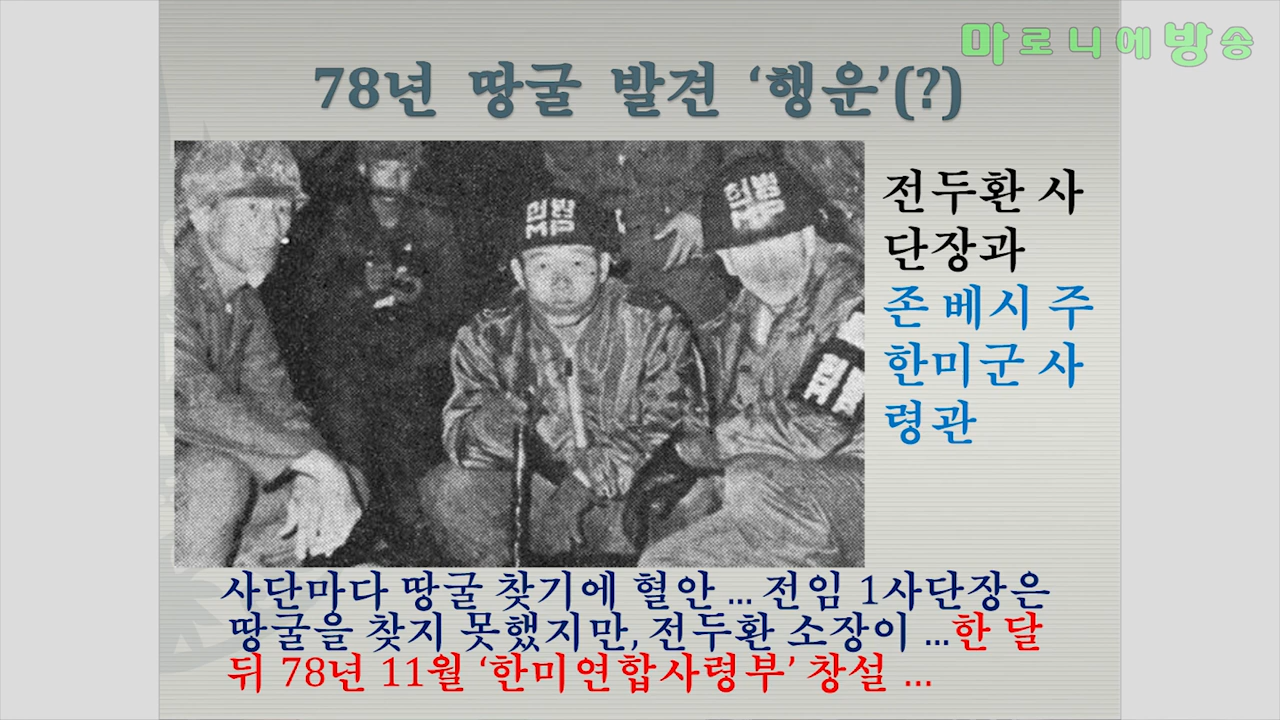 마로니에방송
78년 땅굴 발견 ‘행운’(?)
헌병
MP
헌병
MP
헌병
전두환 사
단장과
존 베시 주
한미군 사
령관
사단마다 땅굴 찾기에 혈안 ... 전임 1사단장은
땅굴을 찾지 못했지만, 전두환 소장이 ...한 달
뒤 78년 11월 ‘한미연합사령부’ 창설 ...